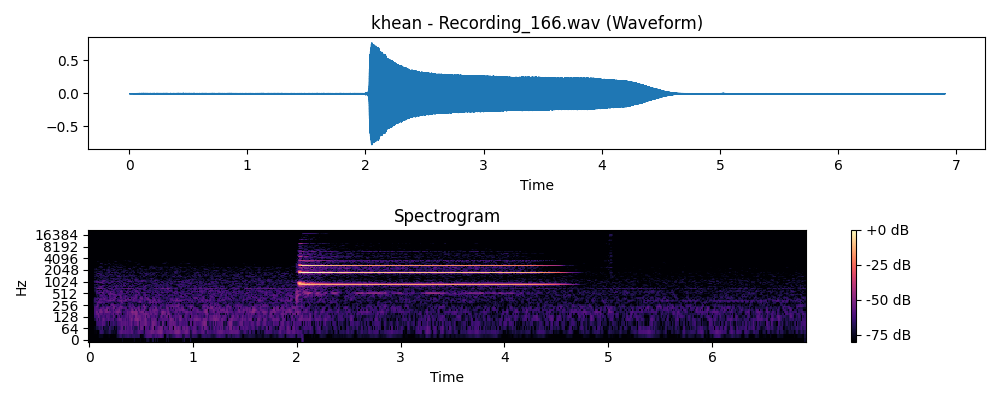 khean - Recording_166.wav (Waveform)
0.5
0.0
−0.5
0 1 2 3 4 5 6 7
Time
Spectrogram
Hz
16384
8192
4096
2048
1024
512
256
128
64
0
0 1 2 3 4 5 6
Time
+0 dB
-25 dB
-50 dB
-75 dB